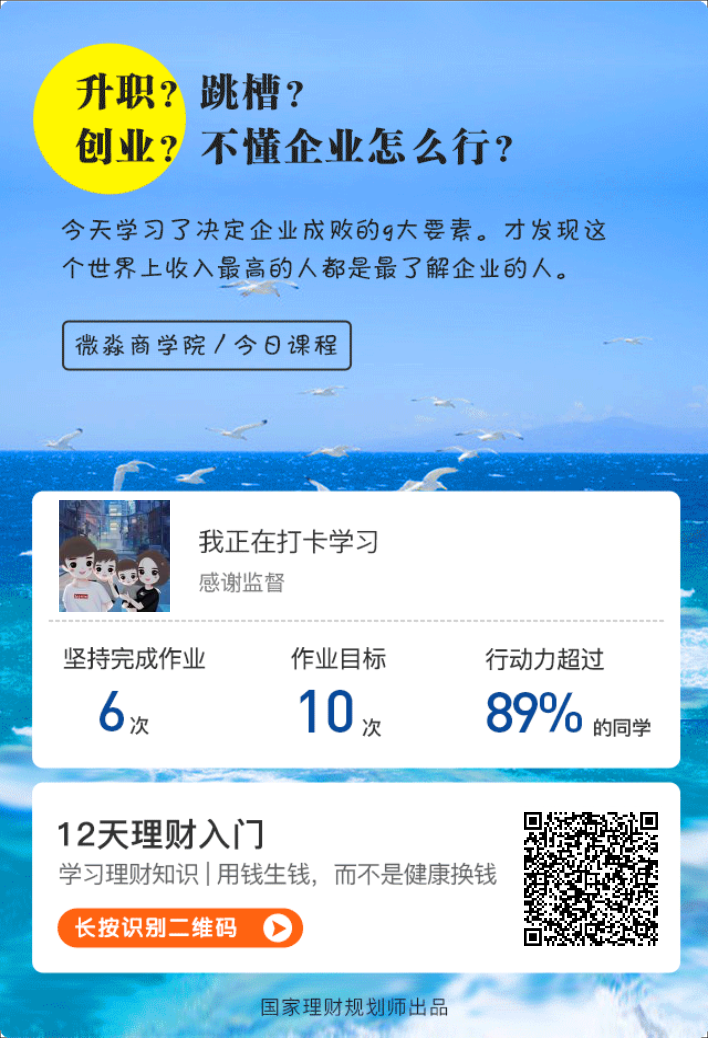 升职？跳槽？
创业？不懂企业怎么行？
今天学习了决定企业成败的9大要素。才发现这
个世界上收入最高的人都是最了解企业的人。
微淼商学院/今日课程
我正在打卡学习
感谢监督
坚持完成作业 作业目标 行动力超过
6次 10次 89%的同学
12天理财入门
学习理财知识|用钱生钱，而不是健康换钱
长按识别二维码
国家理财规划师出品